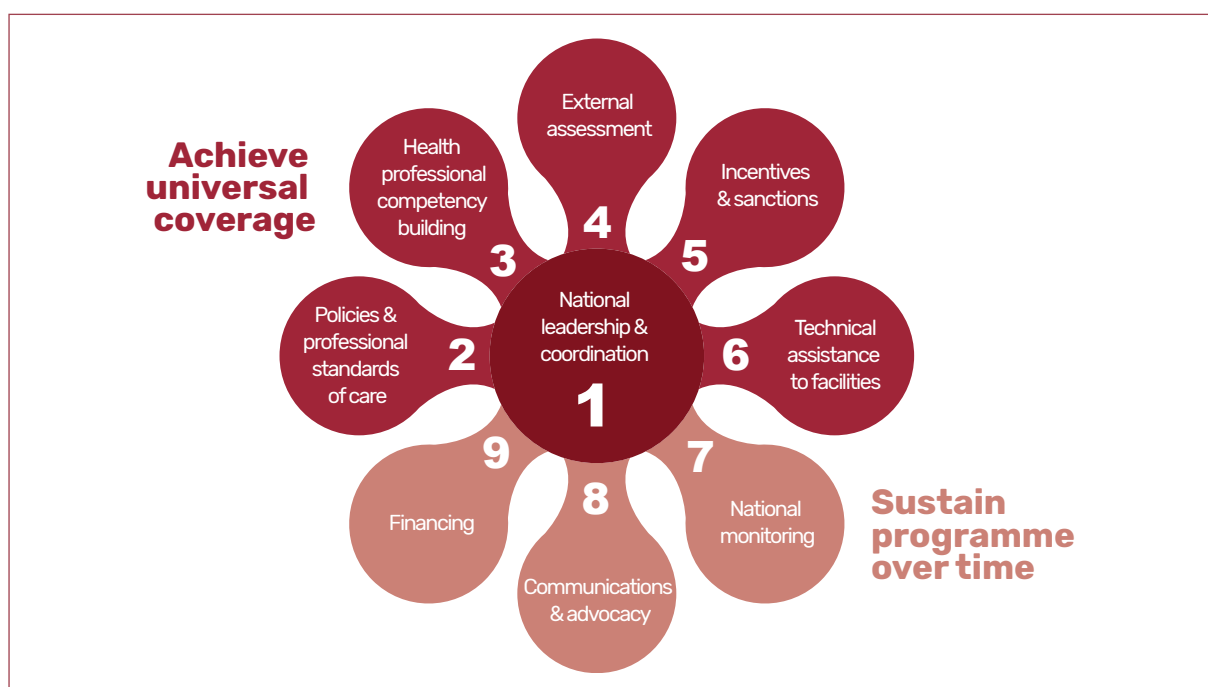 Achieve
universal
coverage
National
leadership &
coordination
1
Policies &
professional
standards
of care
2
Health
professional
competency
building
3
External
assessment
4
Incentives
& sanctions
5
Technical
assistance
to facilities
6
National
monitoring
7
Communications
& advocacy
8
Financing
9
Sustain
programme
over time